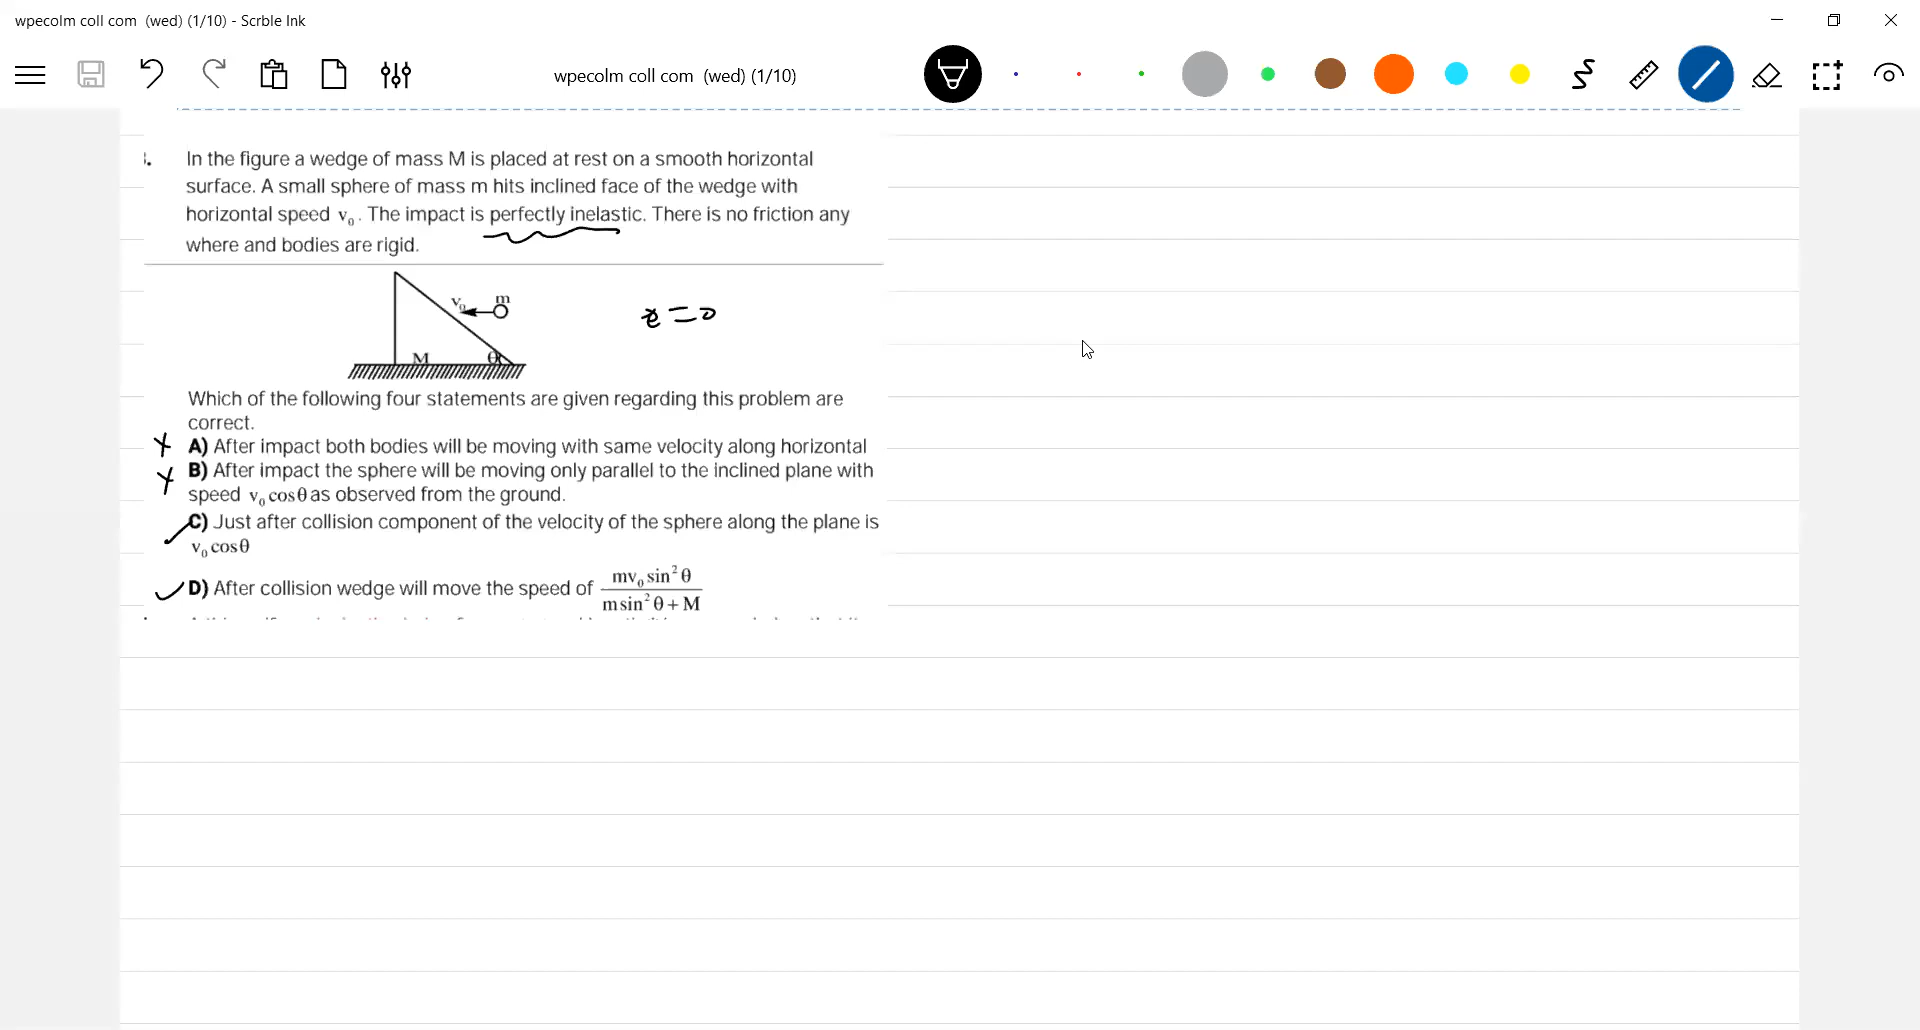 wpecolm coll com (wed) (1/10) - Scrble Ink
wpecolm coll com (wed) (1/10)
In the figure a wedge of mass M is placed at rest on a smooth horizontal
surface. A small sphere of mass m hits inclined face of the wedge with
horizontal speed v₀. The impact is perfectly inelastic. There is no friction any
where and bodies are rigid.
v₀ m
e = 0
M θ
Which of the following four statements are given regarding this problem are
correct.
A) After impact both bodies will be moving with same velocity along horizontal
B) After impact the sphere will be moving only parallel to the inclined plane with
speed v₀ cosθ as observed from the ground.
C) Just after collision component of the velocity of the sphere along the plane is
v₀ cosθ
D) After collision wedge will move the speed of mv₀ sin²θ / m sin²θ + M